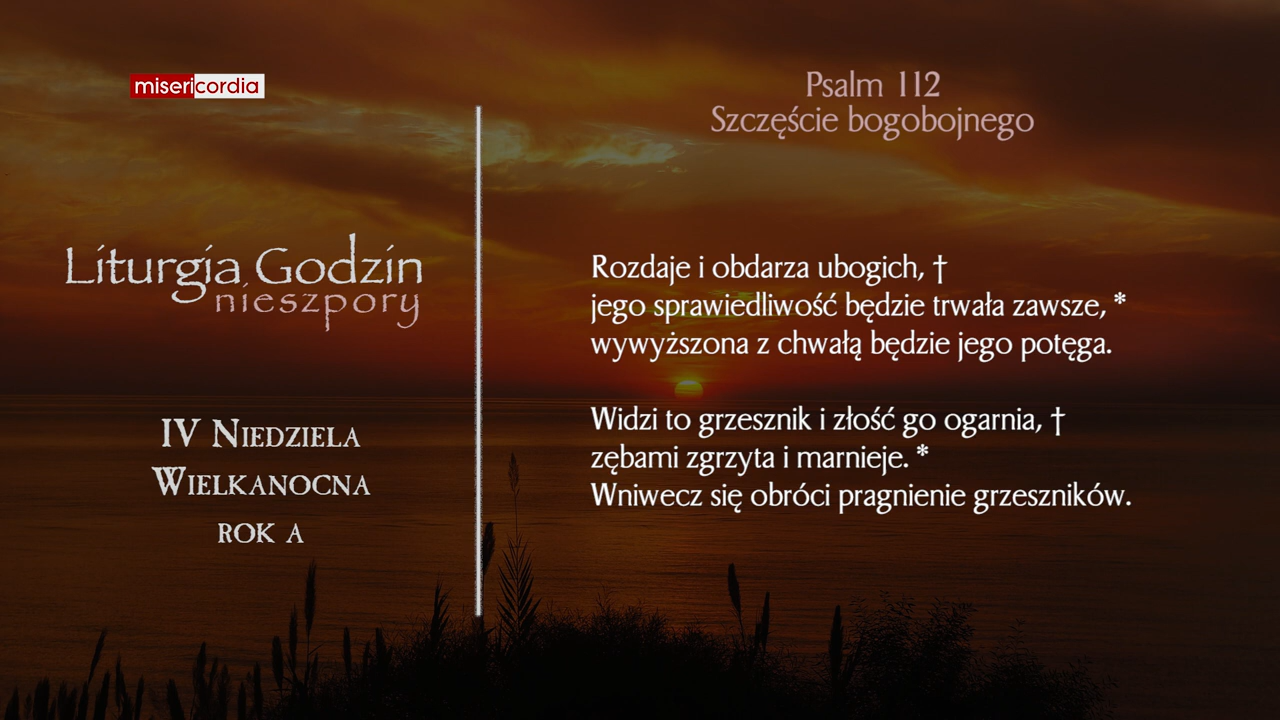 misericordia
Liturgia Godzin
nieszpory
IV Niedziela
Wielkanocna
rok A
Psalm 112
Szczęście bogobojnego
Rozdaje i obdarza ubogich, †
jego sprawiedliwość będzie trwała zawsze, *
wywyższona z chwałą będzie jego potęga.
Widzi to grzesznik i złość go ogarnia, †
zębami zgrzyta i marnieje. *
Wniwecz się obróci pragnienie grzeszników.